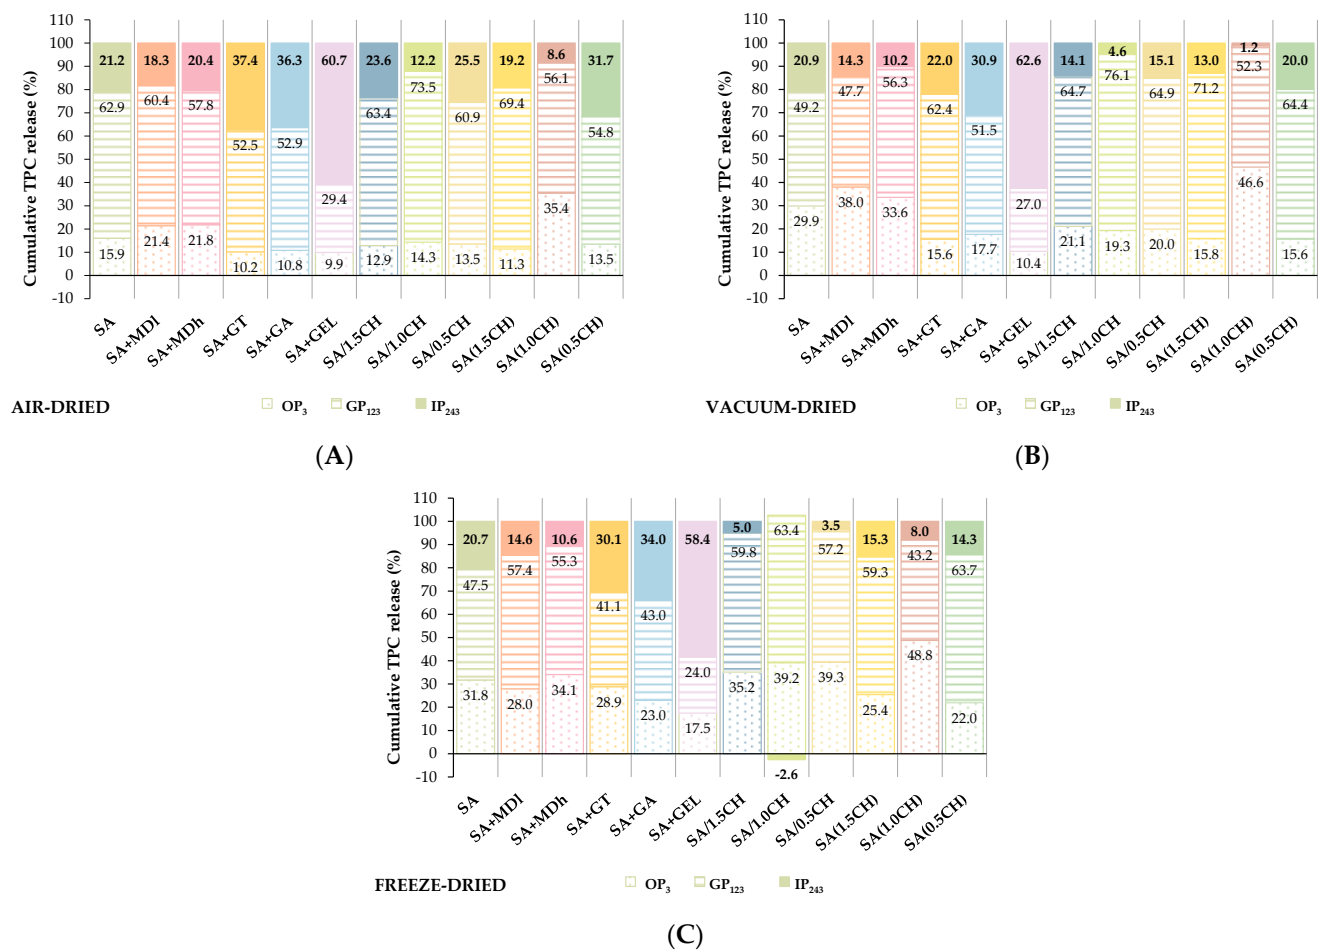 110
100
90
80
70
60
50
40
30
20
10
0
-10
Cumulative TPC release (%)
21.2 18.3 20.4 37.4 36.3 60.7 23.6 12.2 25.5 19.2 8.6 31.7
62.9 60.4 57.8 52.5 52.9 29.4 63.4 73.5 60.9 69.4 56.1 54.8
15.9 21.4 21.8 10.2 10.8 9.9 12.9 14.3 13.5 11.3 35.4 13.5
SA SA+MDl SA+MDh SA+GT SA+GA SA+GEL SA/1.5CH SA/1.0CH SA/0.5CH SA(1.5CH) SA(1.0CH) SA(0.5CH)
AIR-DRIED OP3 GP123 IP243
(A)
110
100
90
80
70
60
50
40
30
20
10
0
-10
Cumulative TPC release (%)
20.9 14.3 10.2 22.0 30.9 62.6 14.1 4.6 15.1 13.0 1.2 20.0
49.2 47.7 56.3 62.4 51.5 27.0 64.7 76.1 64.9 71.2 52.3 64.4
29.9 38.0 33.6 15.6 17.7 10.4 21.1 19.3 20.0 15.8 46.6 15.6
SA SA+MDl SA+MDh SA+GT SA+GA SA+GEL SA/1.5CH SA/1.0CH SA/0.5CH SA(1.5CH) SA(1.0CH) SA(0.5CH)
VACUUM-DRIED OP3 GP123 IP243
(B)
110
100
90
80
70
60
50
40
30
20
10
0
-10
Cumulative TPC release (%)
20.7 14.6 10.6 30.1 34.0 58.4 5.0 -2.6 3.5 15.3 8.0 14.3
47.5 57.4 55.3 41.1 43.0 24.0 59.8 63.4 57.2 59.3 43.2 63.7
31.8 28.0 34.1 28.9 23.0 17.5 35.2 39.2 39.3 25.4 48.8 22.0
SA SA+MDl SA+MDh SA+GT SA+GA SA+GEL SA/1.5CH SA/1.0CH SA/0.5CH SA(1.5CH) SA(1.0CH) SA(0.5CH)
FREEZE-DRIED OP3 GP123 IP243
(C)